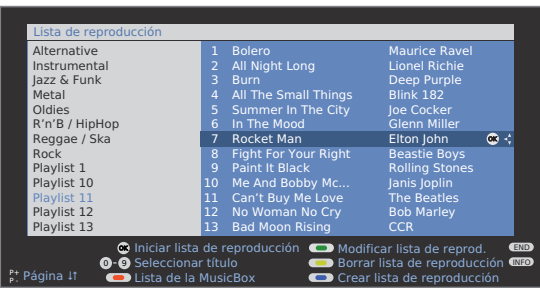 Lista de reproducción
Alternative
Instrumental
Jazz & Funk
Metal
Oldies
R'n'B / HipHop
Reggae / Ska
Rock
Playlist 1
Playlist 10
Playlist 11
Playlist 12
Playlist 13
1 Bolero Maurice Ravel
2 All Night Long Lionel Richie
3 Burn Deep Purple
4 All The Small Things Blink 182
5 Summer In The City Joe Cocker
6 In The Mood Glenn Miller
7 Rocket Man Elton John OK
8 Fight For Your Right Beastie Boys
9 Paint It Black Rolling Stones
10 Me And Bobby Mc... Janis Joplin
11 Can't Buy Me Love The Beatles
12 No Woman No Cry Bob Marley
13 Bad Moon Rising CCR
OK Iniciar lista de reproducción
Modificar lista de reprod. END
0-9 Seleccionar título
Borrar lista de reproducción INFO
P+ P- Página ↓↑
Lista de la MusicBox
Crear lista de reproducción